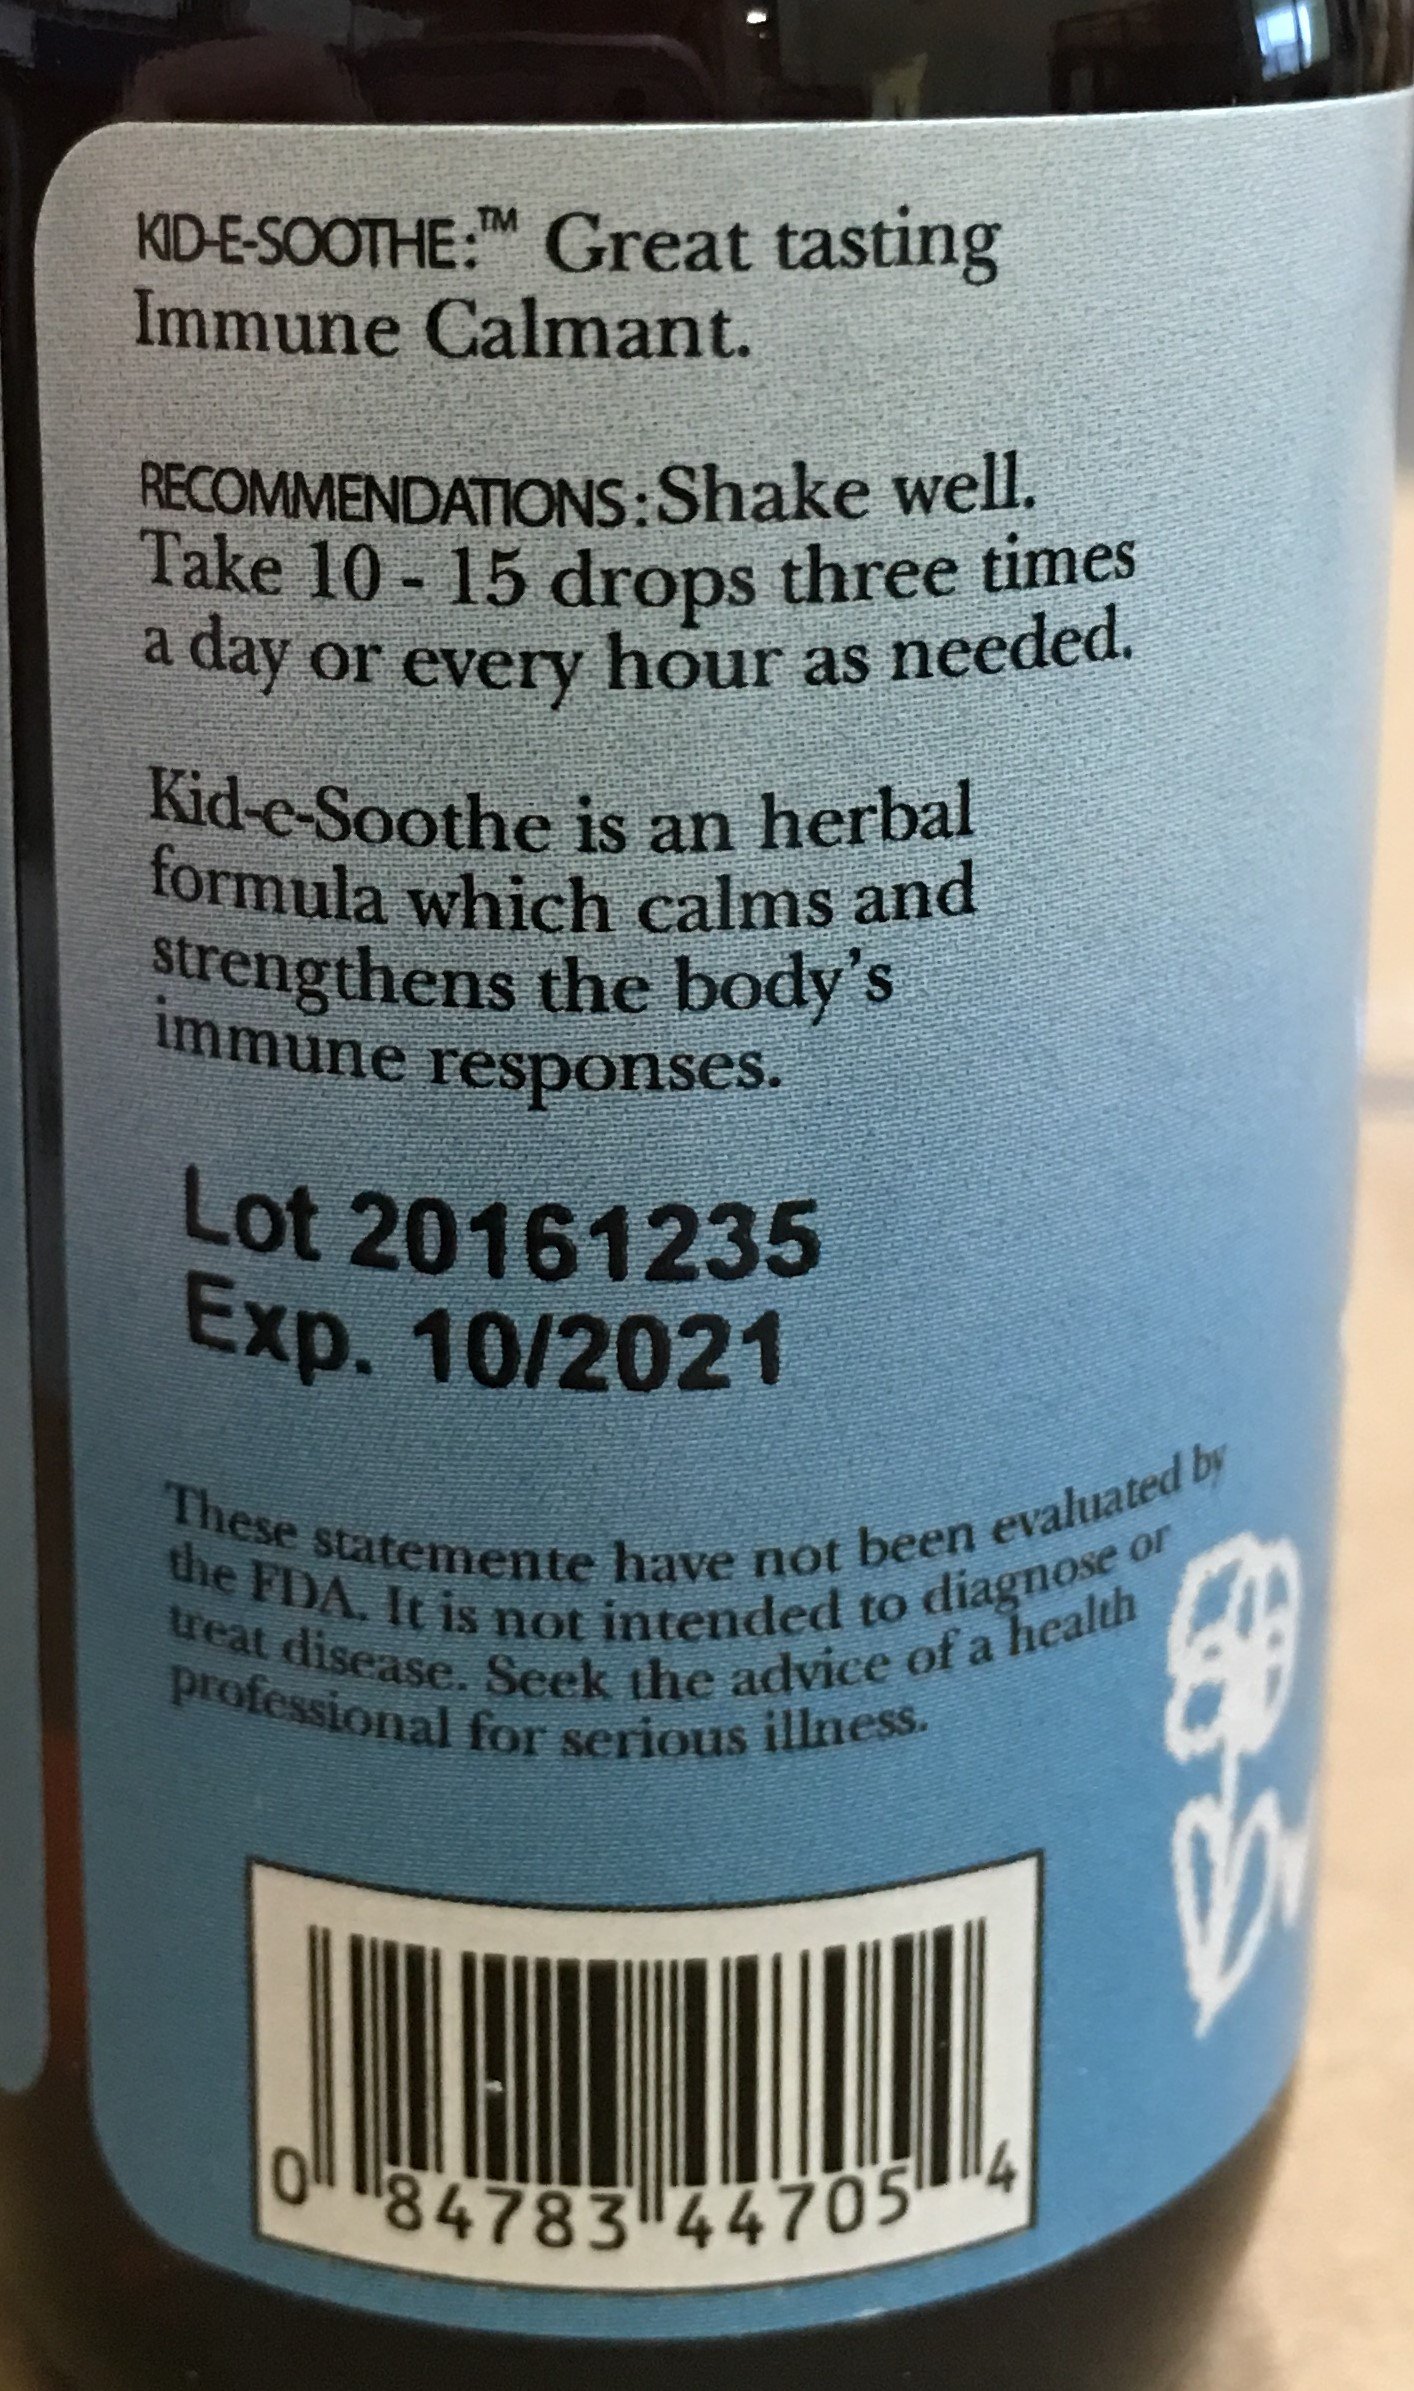 KID-E-SOOTHE:™ Great tasting
Immune Calmant.
RECOMMENDATIONS: Shake well.
Take 10 - 15 drops three times
a day or every hour as needed.
Kid-e-Soothe is an herbal
formula which calms and
strengthens the body's
immune responses.
Lot 20161235
Exp. 10/2021
These statemente have not been evaluated by
the FDA. It is not intended to diagnose or
treat disease. Seek the advice of a health
professional for serious illness.
0 84783 44705 4